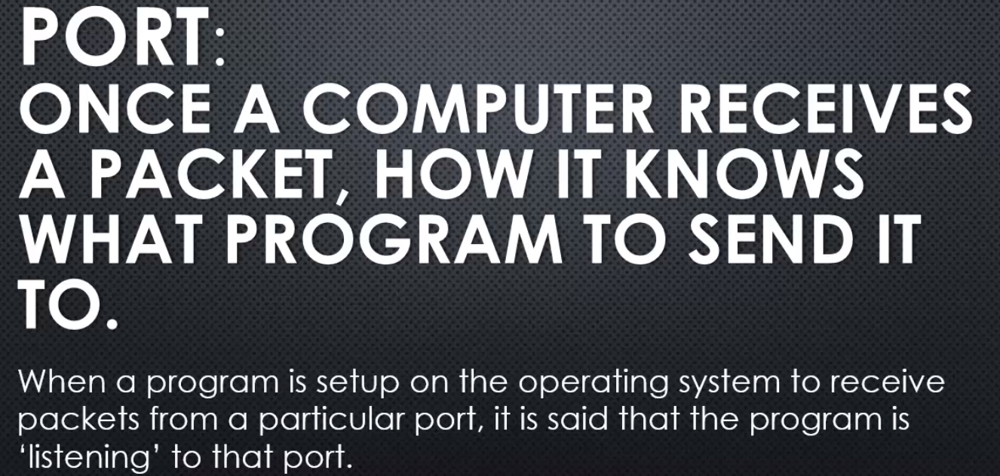 PORT:
ONCE A COMPUTER RECEIVES
A PACKET, HOW IT KNOWS
WHAT PROGRAM TO SEND IT
TO.
When a program is setup on the operating system to receive
packets from a particular port, it is said that the program is
‘listening’ to that port.